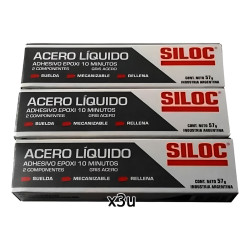 ACERO LÍQUIDO
ADHESIVO EPOXI 10 MINUTOS
2 COMPONENTES GRIS ACERO
SUELDA MECANIZABLE RELLENA
SILOC
CONT. NETO 57g
INDUSTRIA ARGENTINA
ACERO LÍQUIDO
ADHESIVO EPOXI 10 MINUTOS
2 COMPONENTES GRIS ACERO
SUELDA MECANIZABLE RELLENA
SILOC
CONT. NETO 57g
INDUSTRIA ARGENTINA
ACERO LÍQUIDO
ADHESIVO EPOXI 10 MINUTOS
2 COMPONENTES GRIS ACERO
SUELDA MECANIZABLE RELLENA
SILOC
CONT. NETO 57g
INDUSTRIA ARGENTINA
x3u